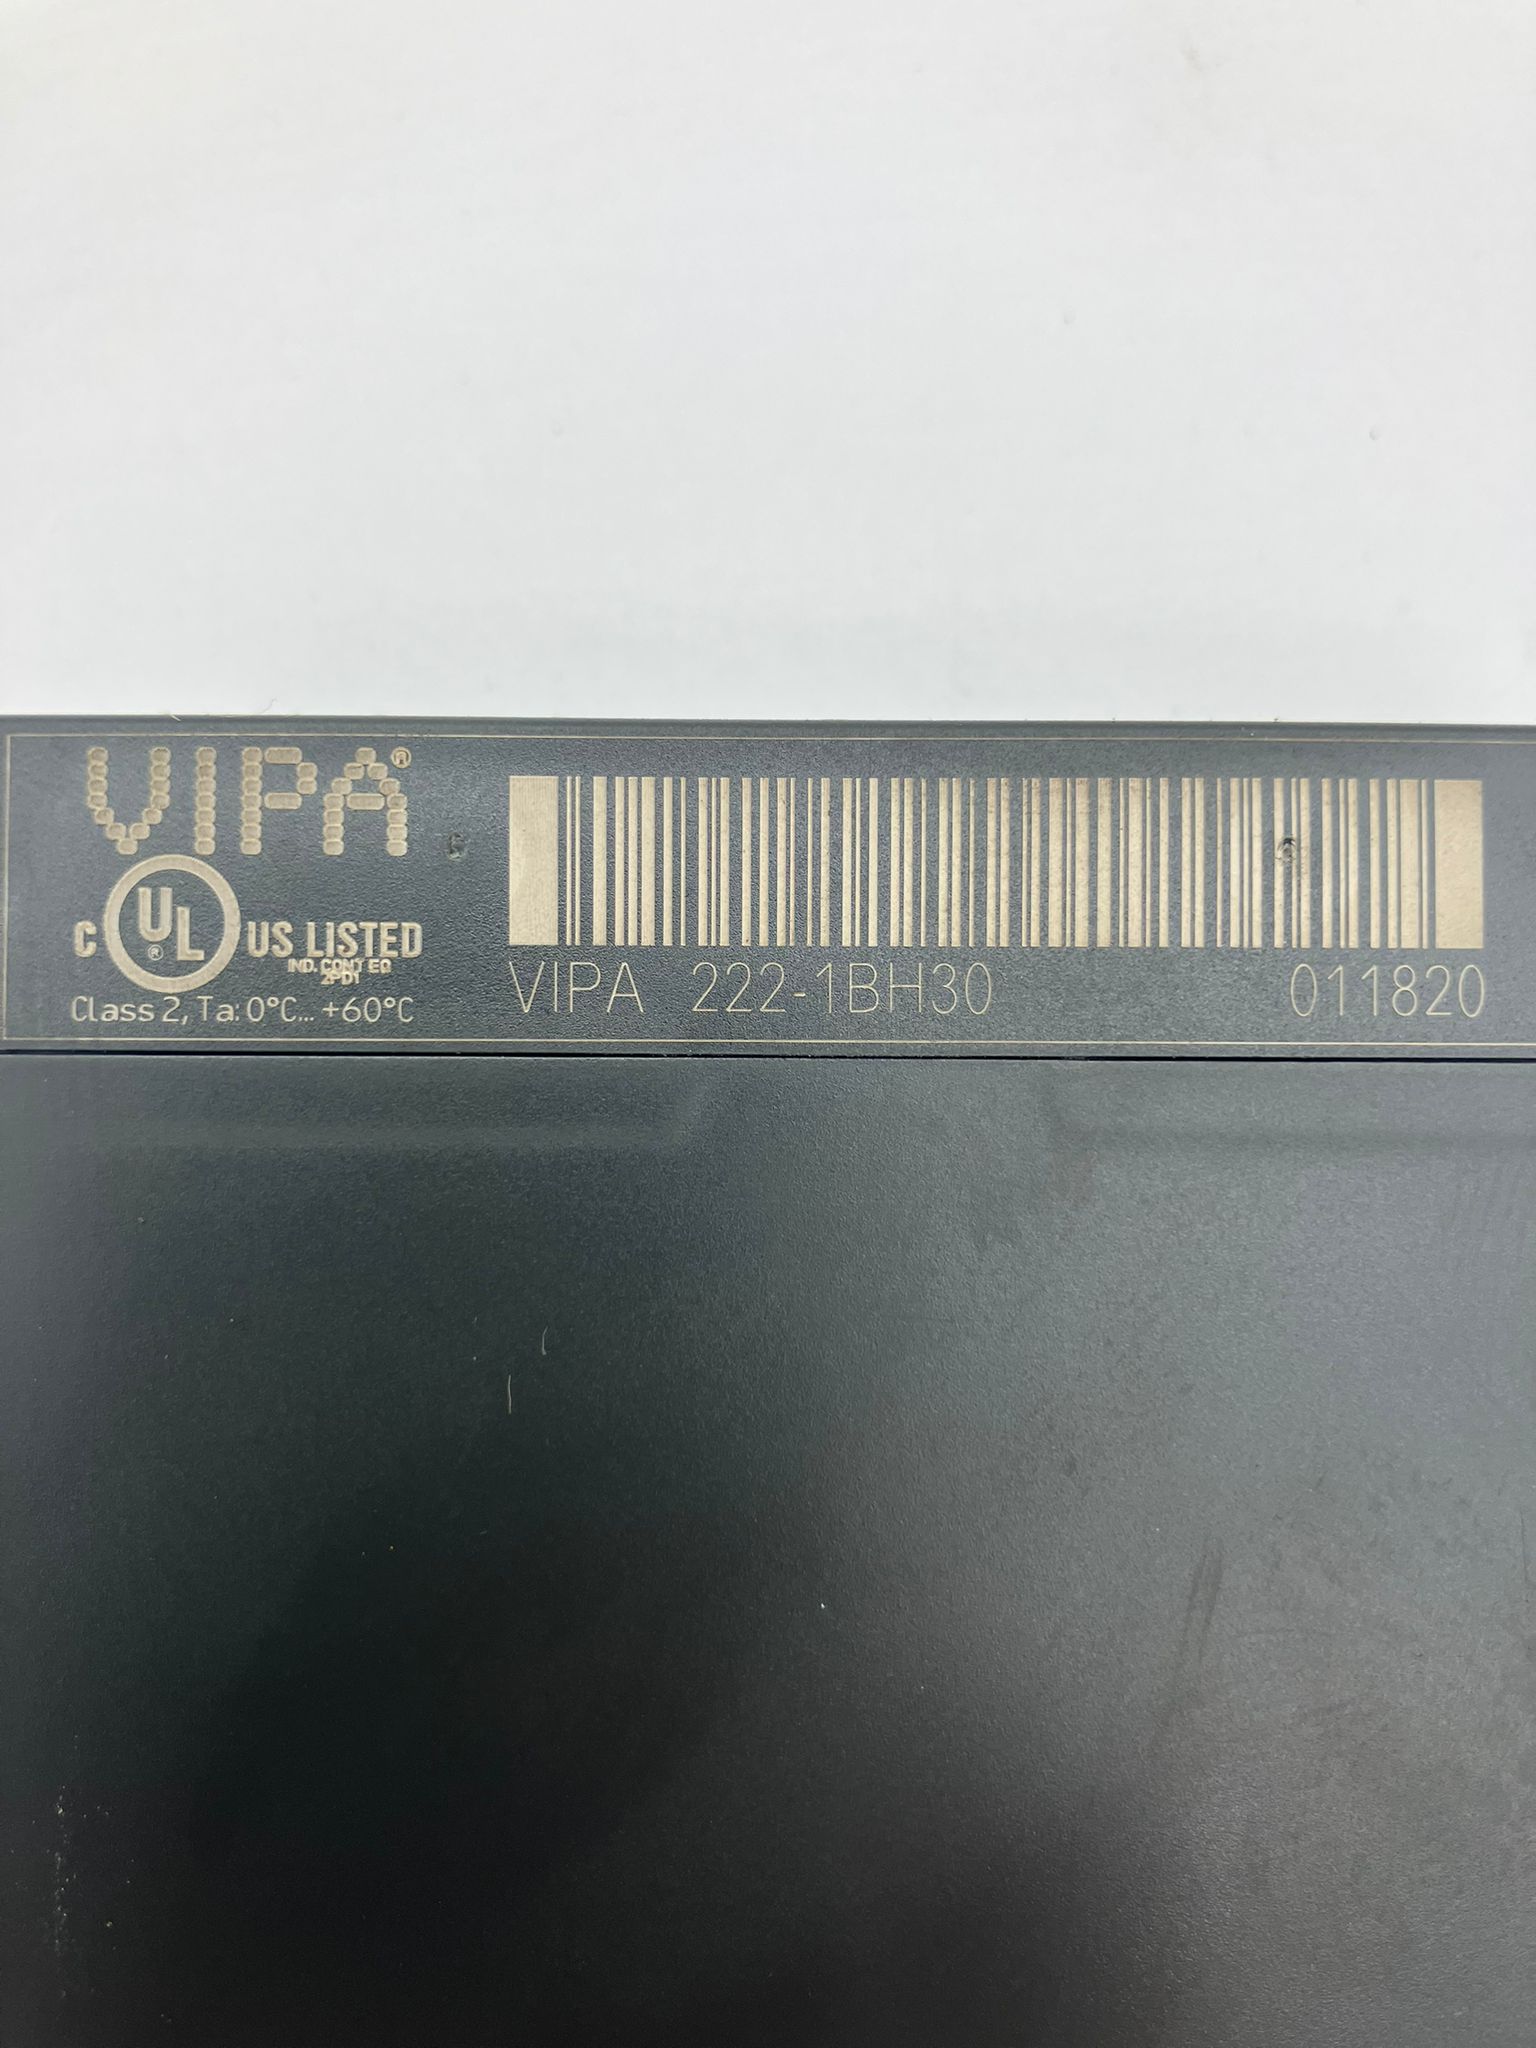 VIPA®
C UL® US LISTED
IND. CONT EQ
2PD1
Class 2, Ta: 0°C... +60°C
VIPA 222-1BH30 011820